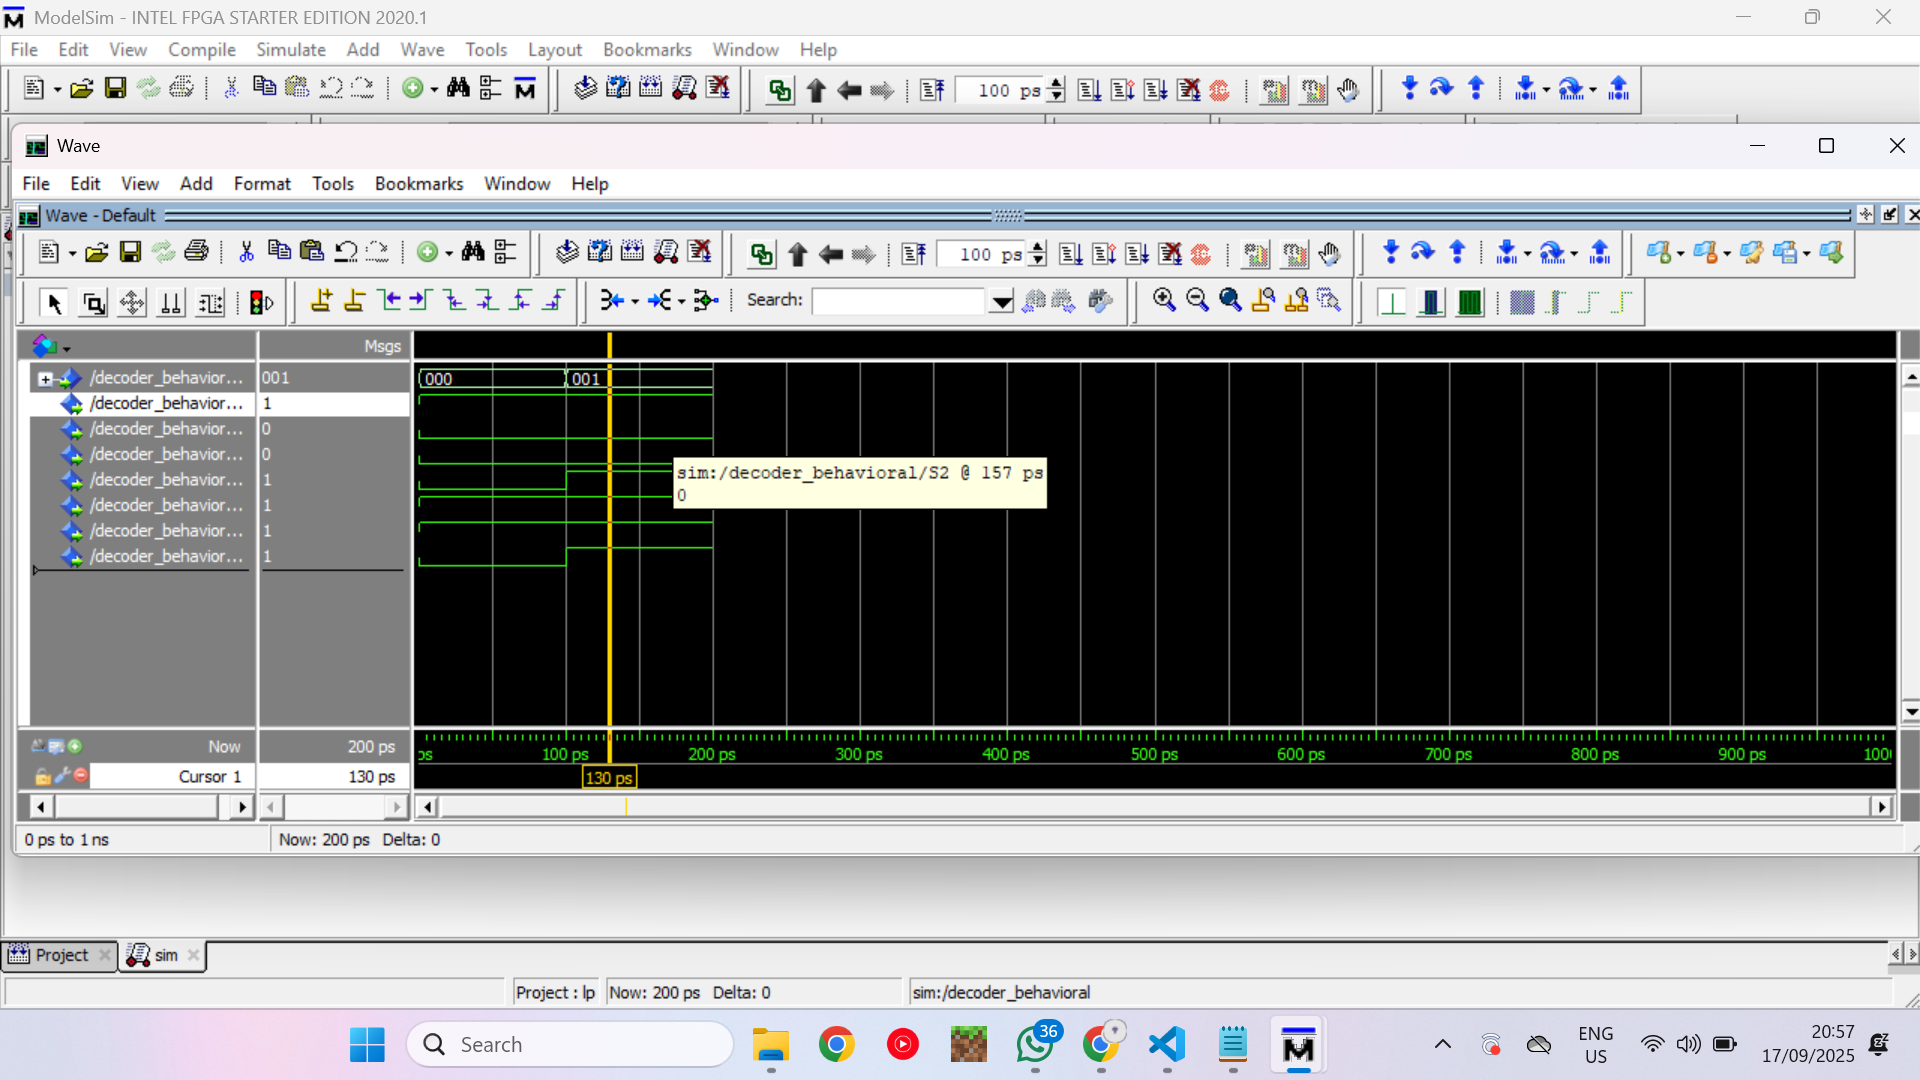 ModelSim - INTEL FPGA STARTER EDITION 2020.1
File Edit View Compile Simulate Add Wave Tools Layout Bookmarks Window Help
100 ps
Wave
File Edit View Add Format Tools Bookmarks Window Help
Wave - Default
100 ps
Search:
Msgs
/decoder_behavior... 001 000 001
/decoder_behavior... 1
/decoder_behavior... 0
/decoder_behavior... 0
/decoder_behavior... 1
/decoder_behavior... 1
/decoder_behavior... 1
/decoder_behavior... 1
sim:/decoder_behavioral/S2 @ 157 ps
0
Now 200 ps
ps 100 ps 200 ps 300 ps 400 ps 500 ps 600 ps 700 ps 800 ps 900 ps 100
Cursor 1 130 ps 130 ps
0 ps to 1 ns Now: 200 ps Delta: 0
Project sim
Project : lp Now: 200 ps Delta: 0 sim:/decoder_behavioral
Search
36
ENG
US
20:57
17/09/2025